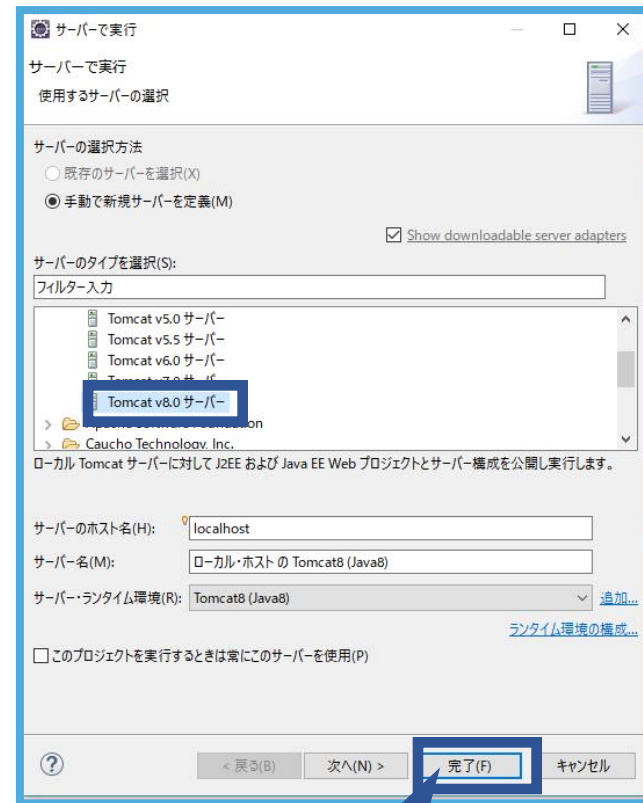 サーバーで実行
サーバーで実行
使用するサーバーの選択
サーバーの選択方法
既存のサーバーを選択(X)
手動で新規サーバーを定義(M)
Show downloadable server adapters
サーバーのタイプを選択(S):
フィルター入力
Tomcat v5.0 サーバー
Tomcat v5.5 サーバー
Tomcat v6.0 サーバー
Tomcat v8.0 サーバー
Caucho Technology, Inc.
ローカル Tomcat サーバーに対して J2EE および Java EE Web プロジェクトとサーバー構成を公開し実行します。
サーバーのホスト名(H): localhost
サーバー名(M): ローカル・ホスト の Tomcat8 (Java8)
サーバー・ランタイム環境(R): Tomcat8 (Java8) 追加...
ランタイム環境の構成...
このプロジェクトを実行するときは常にこのサーバーを使用(P)
? < 戻る(B) 次へ(N) > 完了(F) キャンセル